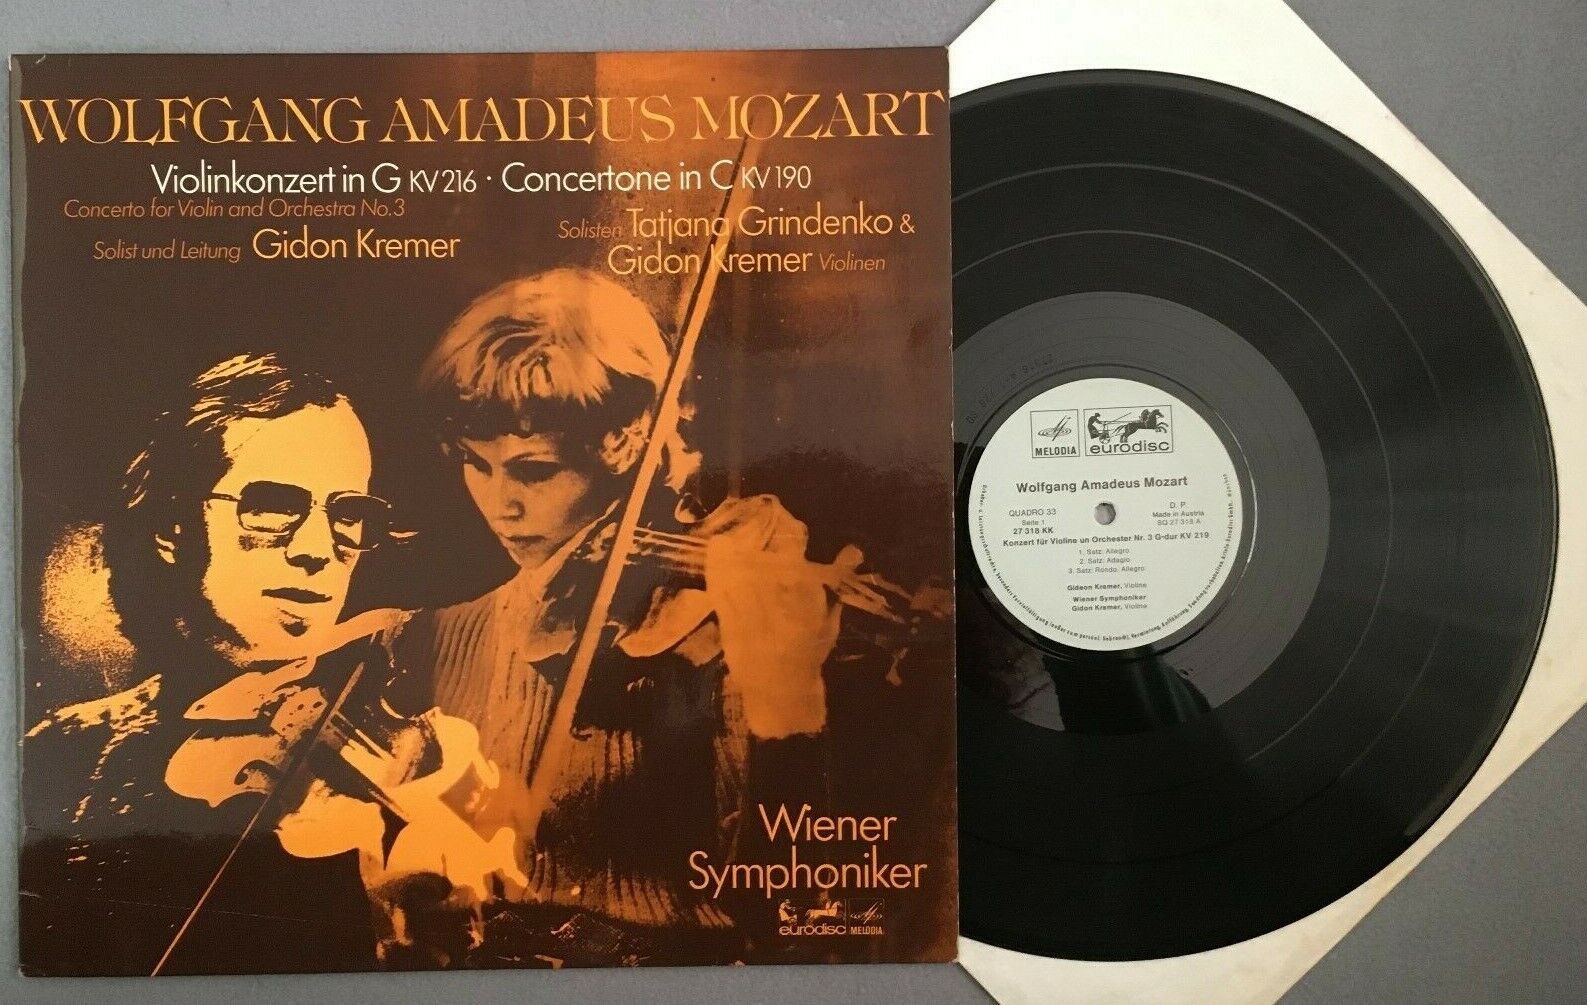 WOLFGANG AMADEUS MOZART
Violinkonzert in G KV 216 · Concertone in C KV 190
Concerto for Violin and Orchestra No.3
Solist und Leitung Gidon Kremer
Solisten Tatjana Grindenko &
Gidon Kremer Violinen
Wiener
Symphoniker
eurodisc MELODIA
MELODIA eurodisc
Wolfgang Amadeus Mozart
QUADRO 33
Seite 1
27 318 KK
D. P.
Made in Austria
SQ 27 318 A
Konzert für Violine un Orchester Nr. 3 G-dur KV 219
1. Satz: Allegro
2. Satz: Adagio
3. Satz: Rondo. Allegro
Gideon Kremer, Violine
Wiener Symphoniker
Gidon Kremer, Violine